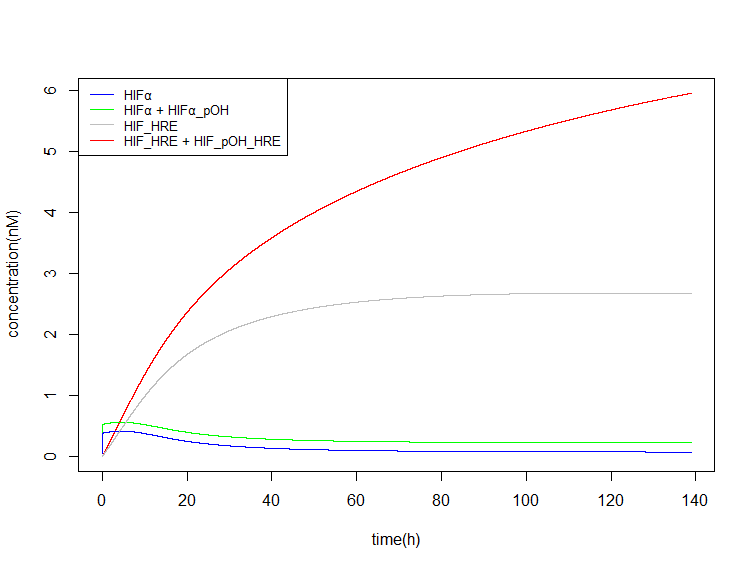 HIFα
HIFα + HIFα_pOH
HIF_HRE
HIF_HRE + HIF_pOH_HRE
6
5
4
3
2
1
0
concentration(nM)
0 20 40 60 80 100 120 140
time(h)